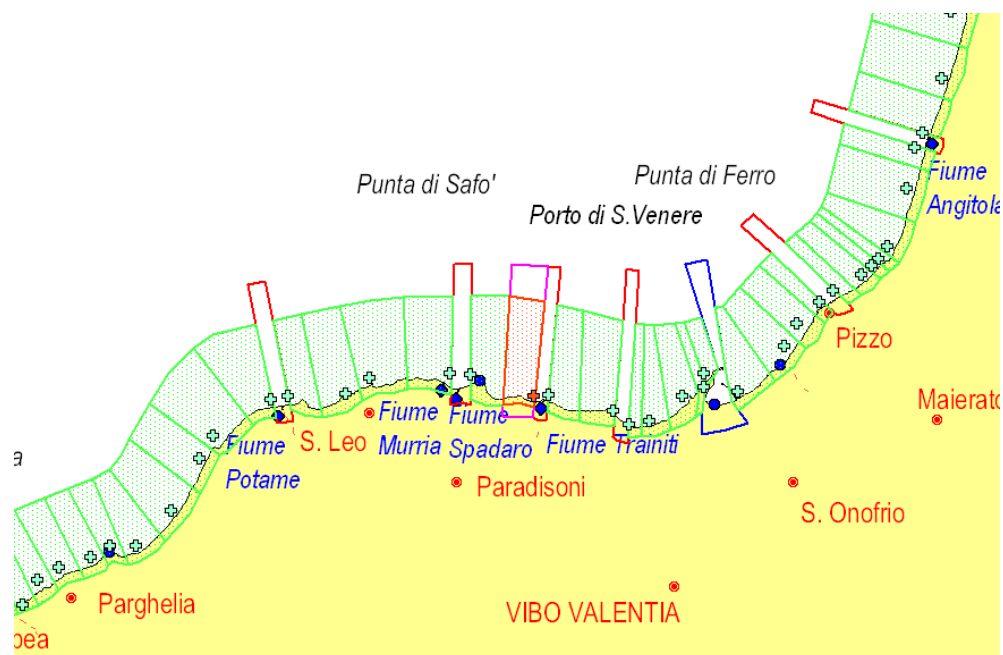 Punta di Safo'
Punta di Ferro
Porto di S.Venere
Fiume
Angitola
Pizzo
Maierato
S. Leo
Fiume
Murria
Fiume
Spadaro
Fiume Trainiti
Fiume
Potame
a
Paradisoni
S. Onofrio
Parghelia
VIBO VALENTIA
pea